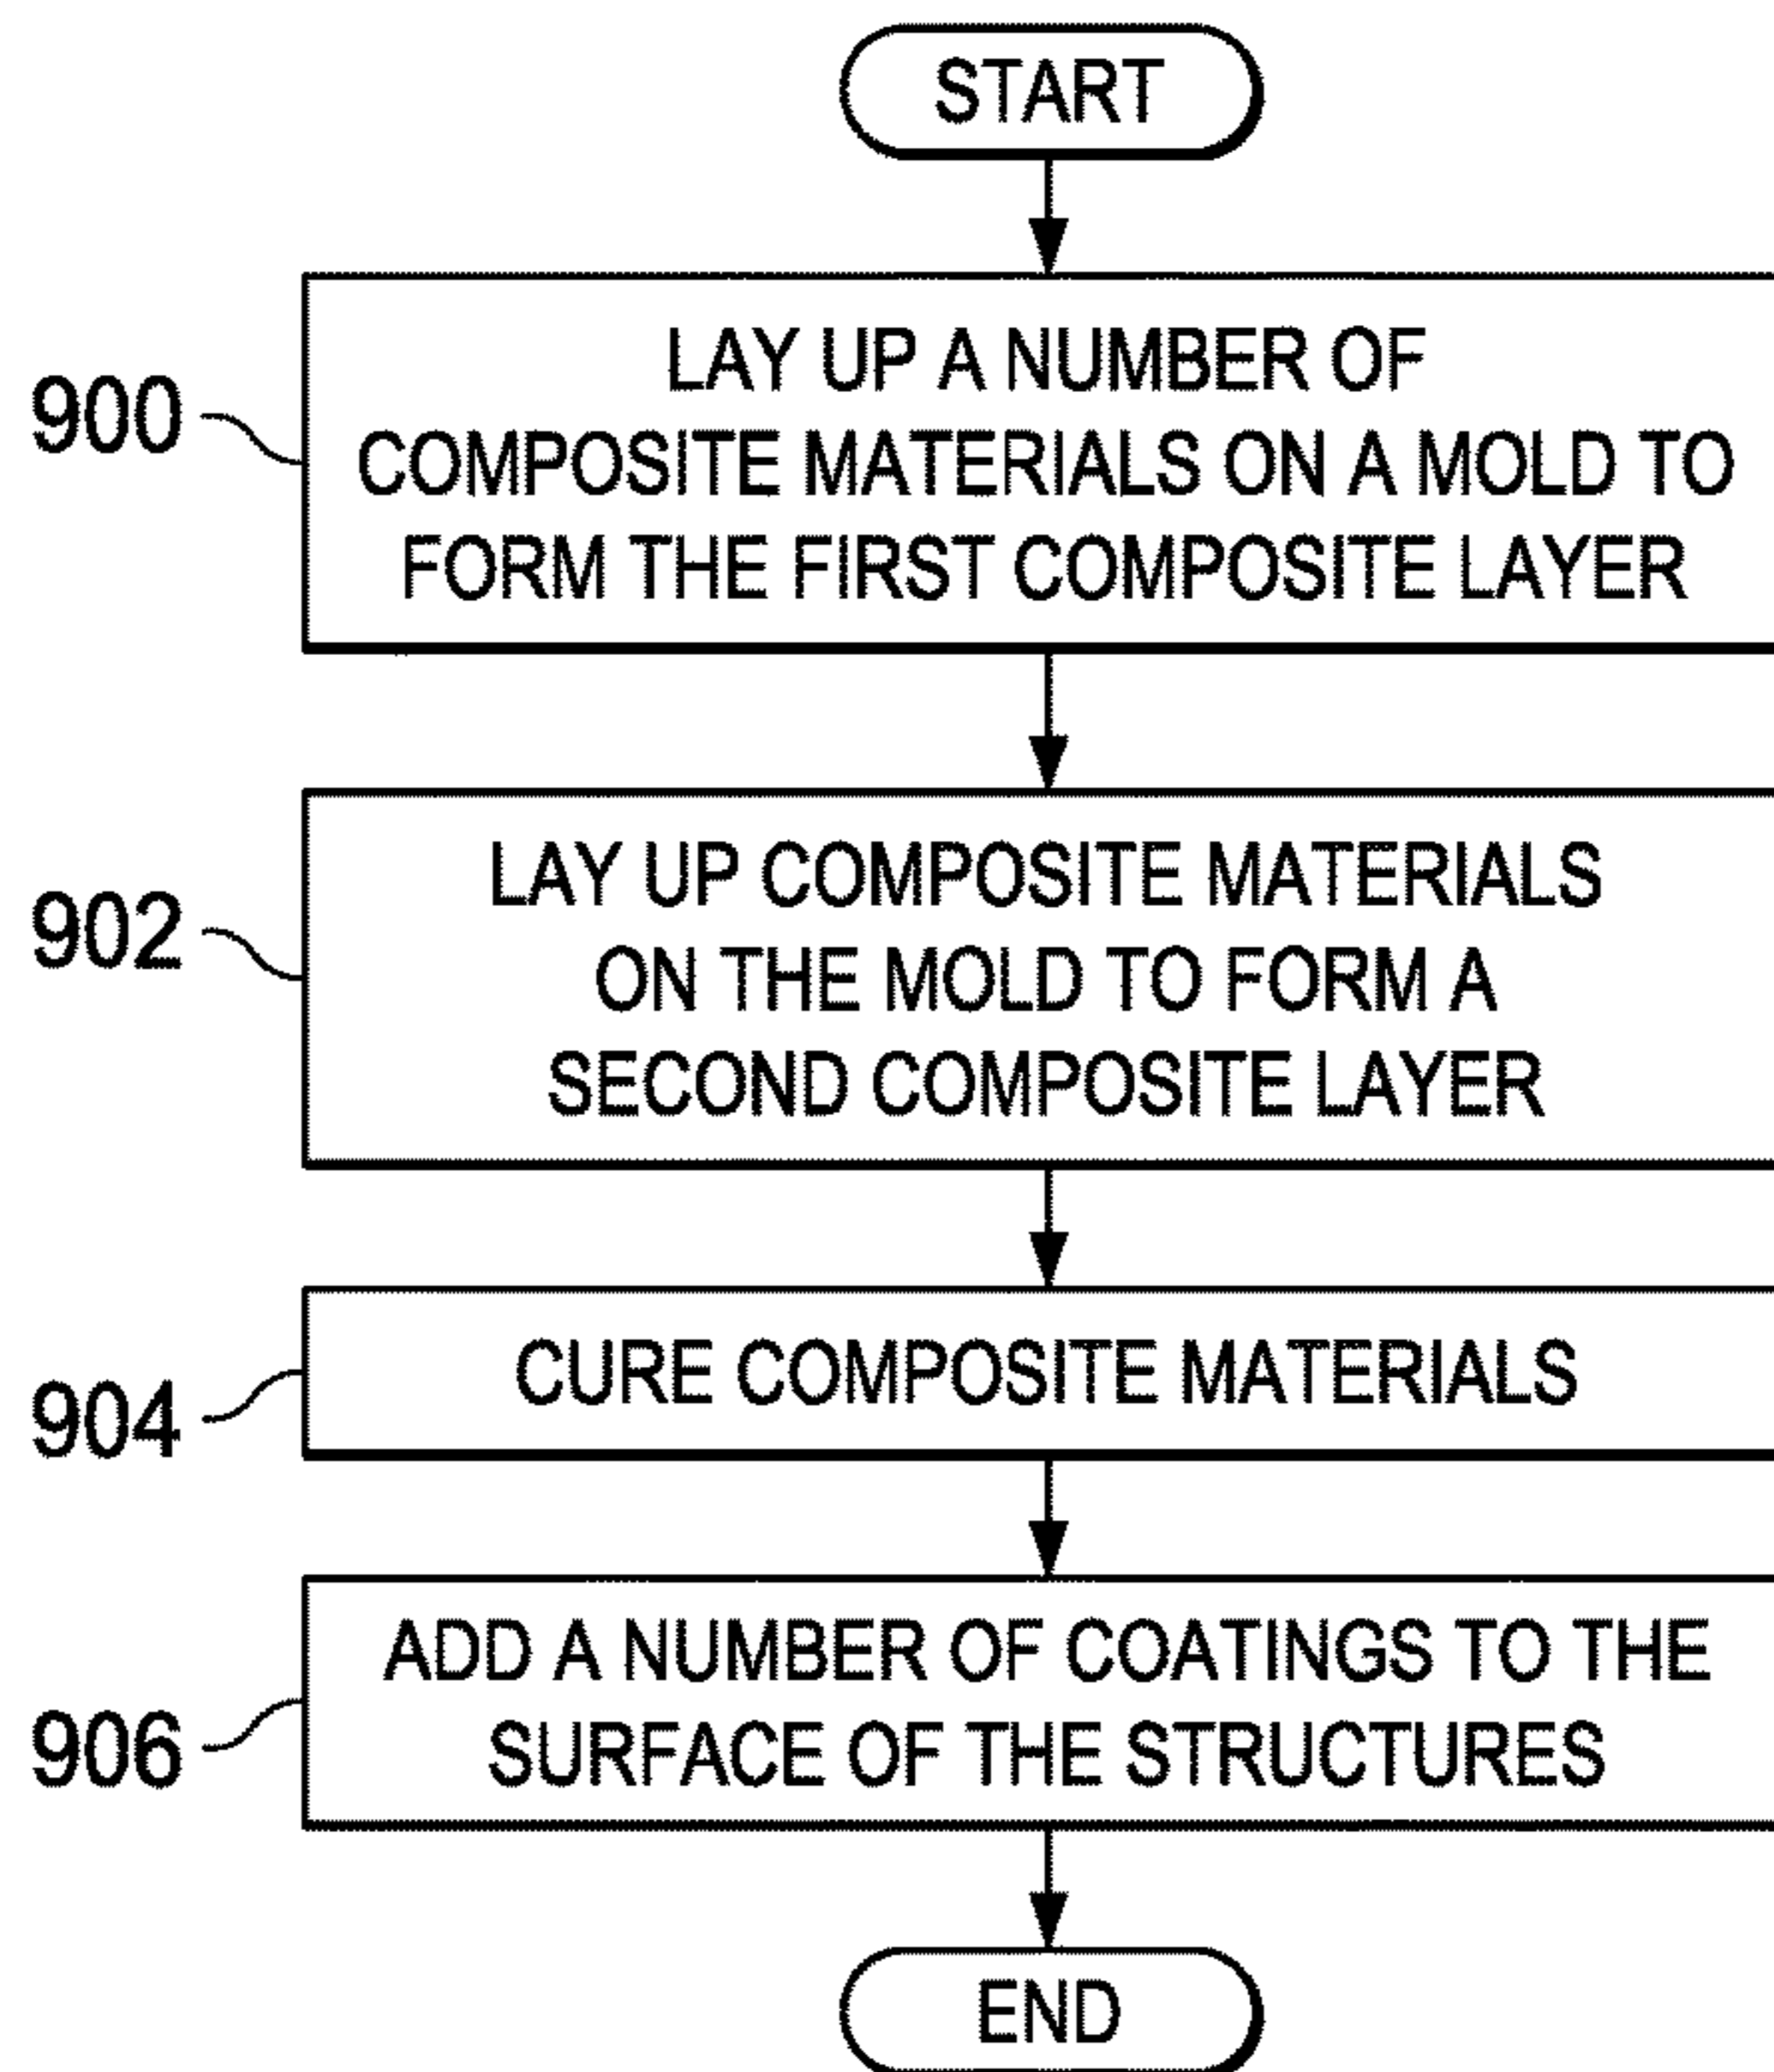 START
900
LAY UP A NUMBER OF
COMPOSITE MATERIALS ON A MOLD TO
FORM THE FIRST COMPOSITE LAYER
902
LAY UP COMPOSITE MATERIALS
ON THE MOLD TO FORM A
SECOND COMPOSITE LAYER
904
CURE COMPOSITE MATERIALS
906
ADD A NUMBER OF COATINGS TO THE
SURFACE OF THE STRUCTURES
END